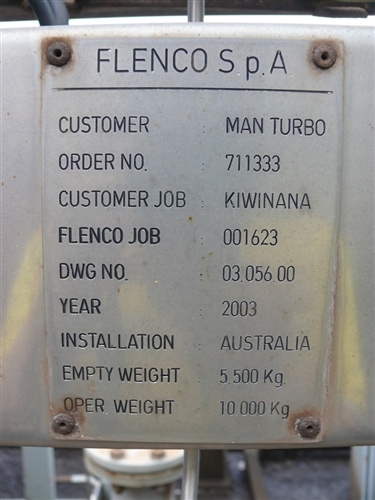 FLENCO S.p.A
CUSTOMER : MAN TURBO
ORDER NO. : 711333
CUSTOMER JOB : KIWINANA
FLENCO JOB : 001623
DWG NO. : 03.056.00
YEAR : 2003
INSTALLATION : AUSTRALIA
EMPTY WEIGHT : 5.500 Kg.
OPER. WEIGHT : 10.000 Kg.